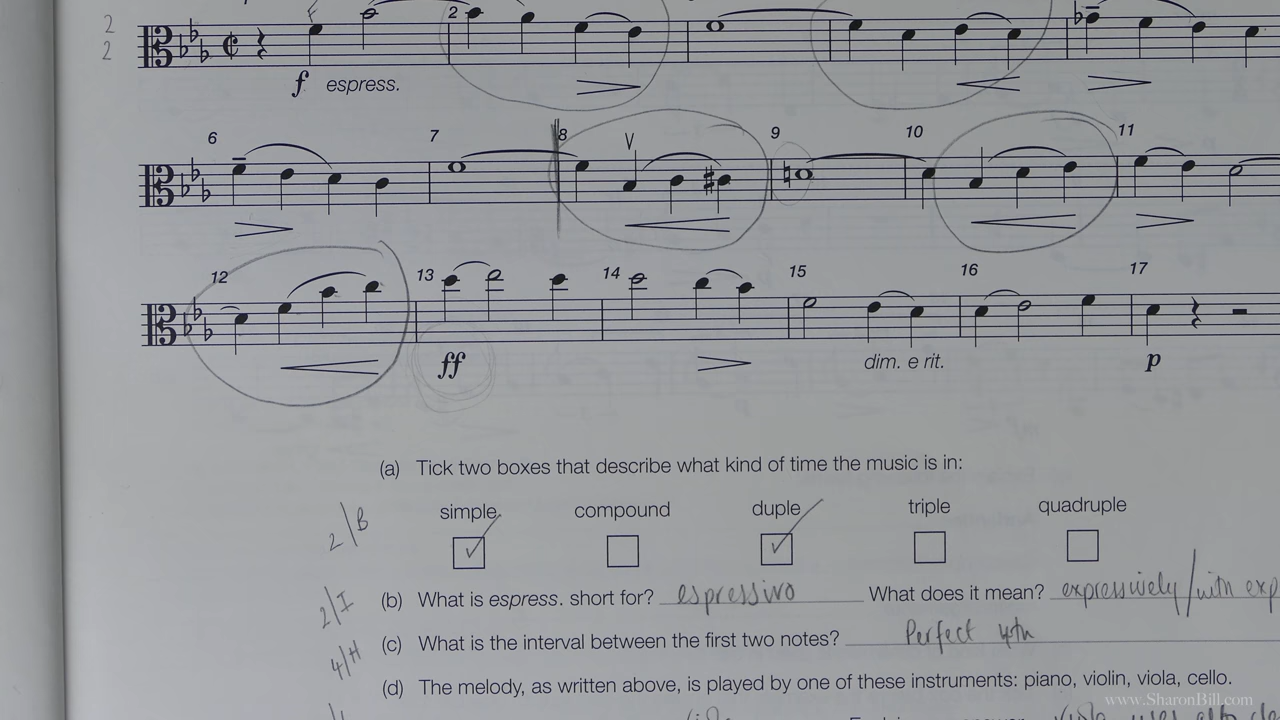 2
2 F 2
f espress.
6 7 8 V 9 10 11
12 13 14 15 16 17
ff dim. e rit. p
(a) Tick two boxes that describe what kind of time the music is in:
2/B simple compound duple triple quadruple
2/I (b) What is espress. short for? espressivo What does it mean? expressively/with exp
4/H (c) What is the interval between the first two notes? Perfect 4th
(d) The melody, as written above, is played by one of these instruments: piano, violin, viola, cello.
www.SharonBill.com